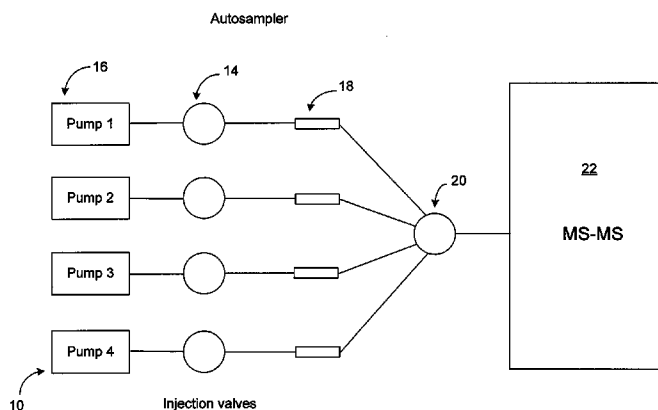 Autosampler
16
14
18
Pump 1
20
22
Pump 2
MS-MS
Pump 3
Pump 4
10
Injection valves